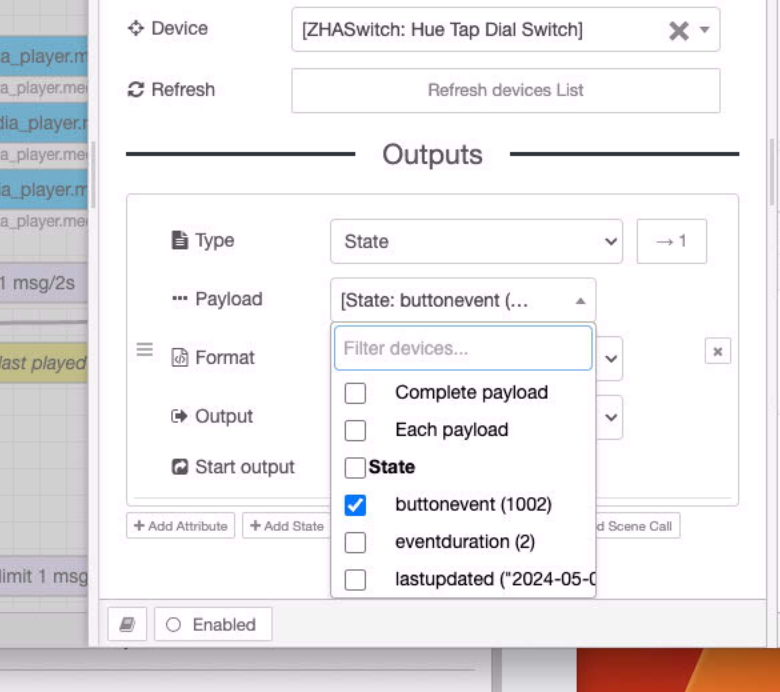 Device
[ZHASwitch: Hue Tap Dial Switch]
a_player.m
a_player.me
Refresh
Refresh devices List
dia_player.r
a_player.me
Outputs
a_player.m
a_player.me
Type
State
→ 1
1 msg/2s
Payload
[State: buttonevent (...
last played
Format
Filter devices...
Complete payload
Output
Each payload
Start output
State
buttonevent (1002)
+ Add Attribute
+ Add State
d Scene Call
eventduration (2)
limit 1 msg
lastupdated ("2024-05-0
Enabled